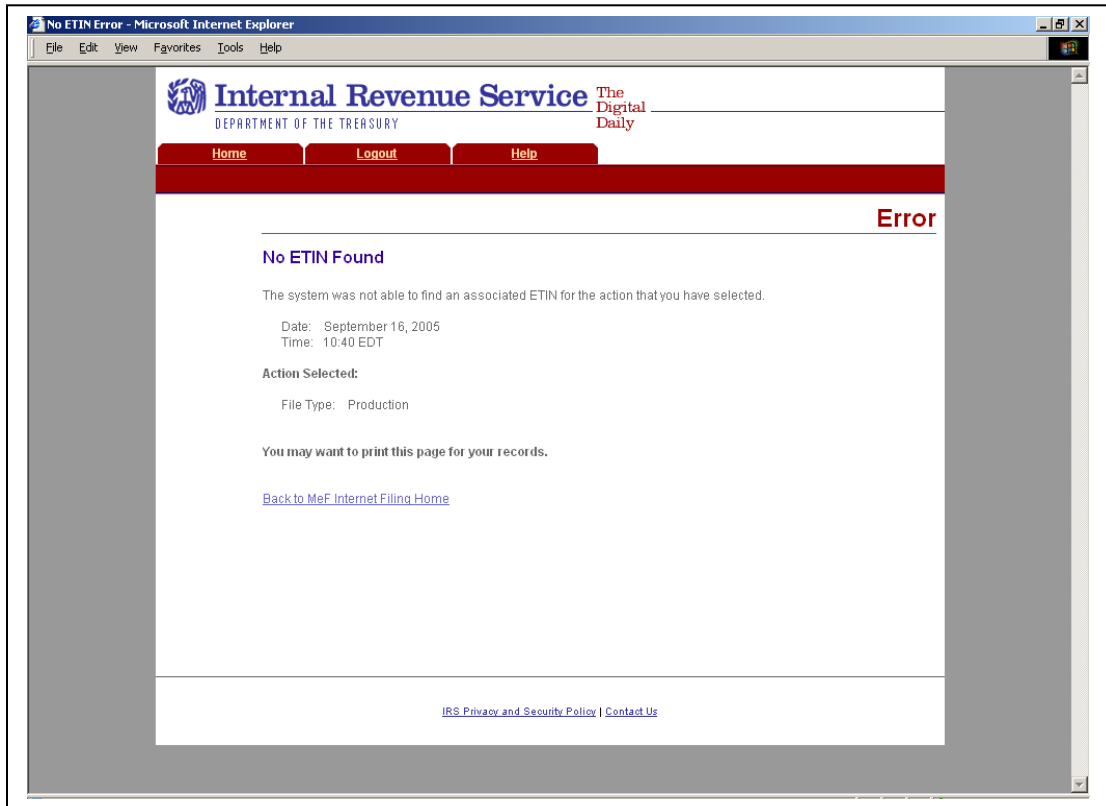 No ETIN Error - Microsoft Internet Explorer
File Edit View Favorites Tools Help
Internal Revenue Service
DEPARTMENT OF THE TREASURY
The
Digital
Daily
Home Logout Help
Error
No ETIN Found
The system was not able to find an associated ETIN for the action that you have selected.
Date: September 16, 2005
Time: 10:40 EDT
Action Selected:
File Type: Production
You may want to print this page for your records.
Back to MeF Internet Filing Home
IRS Privacy and Security Policy | Contact Us